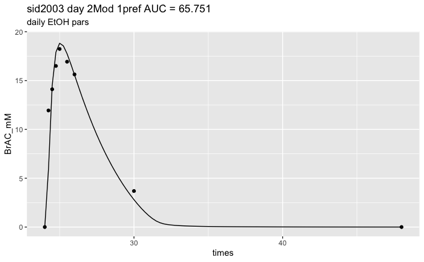 sid2003 day 2Mod 1pref AUC = 65.751
daily EtOH pars
20
15
10
5
0
BrAC_mM
30
40
times